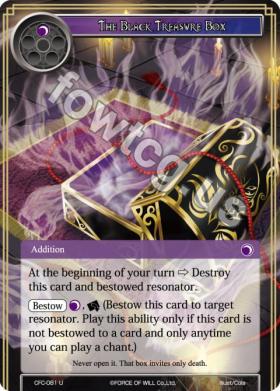 The Black Treasure Box
fowtcg.us
Addition
At the beginning of your turn ⇨ Destroy
this card and bestowed resonator.
Bestow , (Bestow this card to target
resonator. Play this ability only if this card is
not bestowed to a card and only anytime
you can play a chant.)
Never open it. That box invites only death.
CFC-081 U ©FORCE OF WILL Co.,Ltd. Illust/Cole